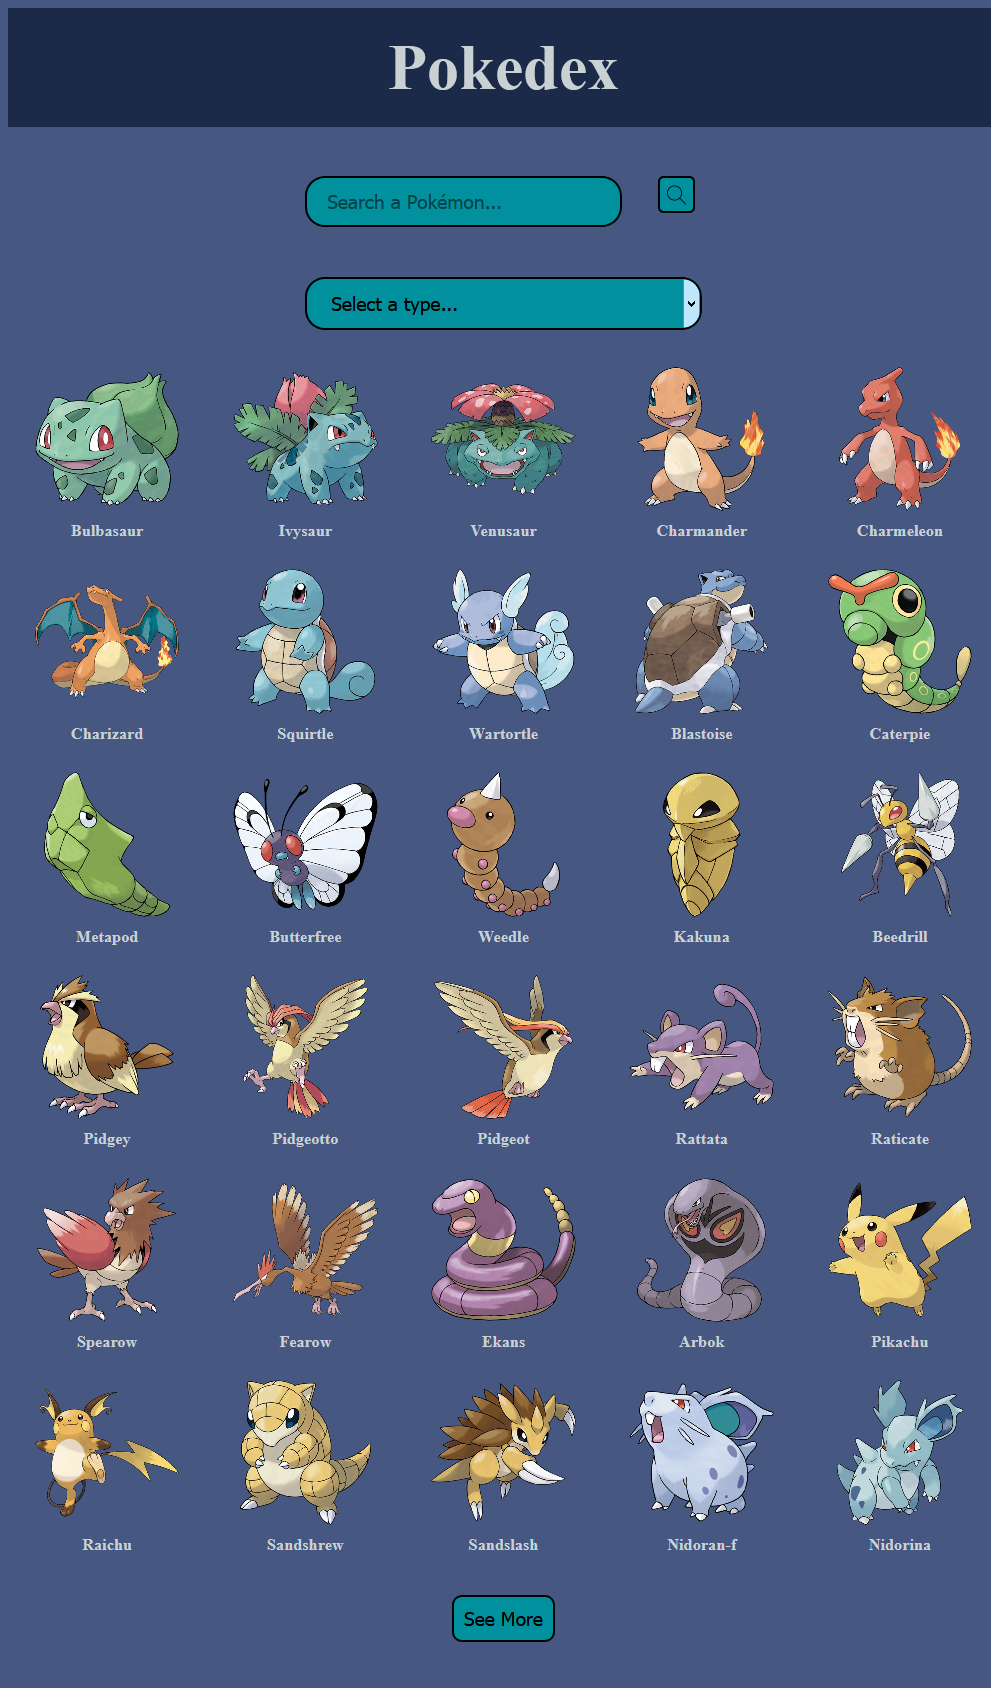 Pokedex
Search a Pokémon...
Select a type...
Bulbasaur Ivysaur Venusaur Charmander Charmeleon
Charizard Squirtle Wartortle Blastoise Caterpie
Metapod Butterfree Weedle Kakuna Beedrill
Pidgey Pidgeotto Pidgeot Rattata Raticate
Spearow Fearow Ekans Arbok Pikachu
Raichu Sandshrew Sandslash Nidoran-f Nidorina
See More